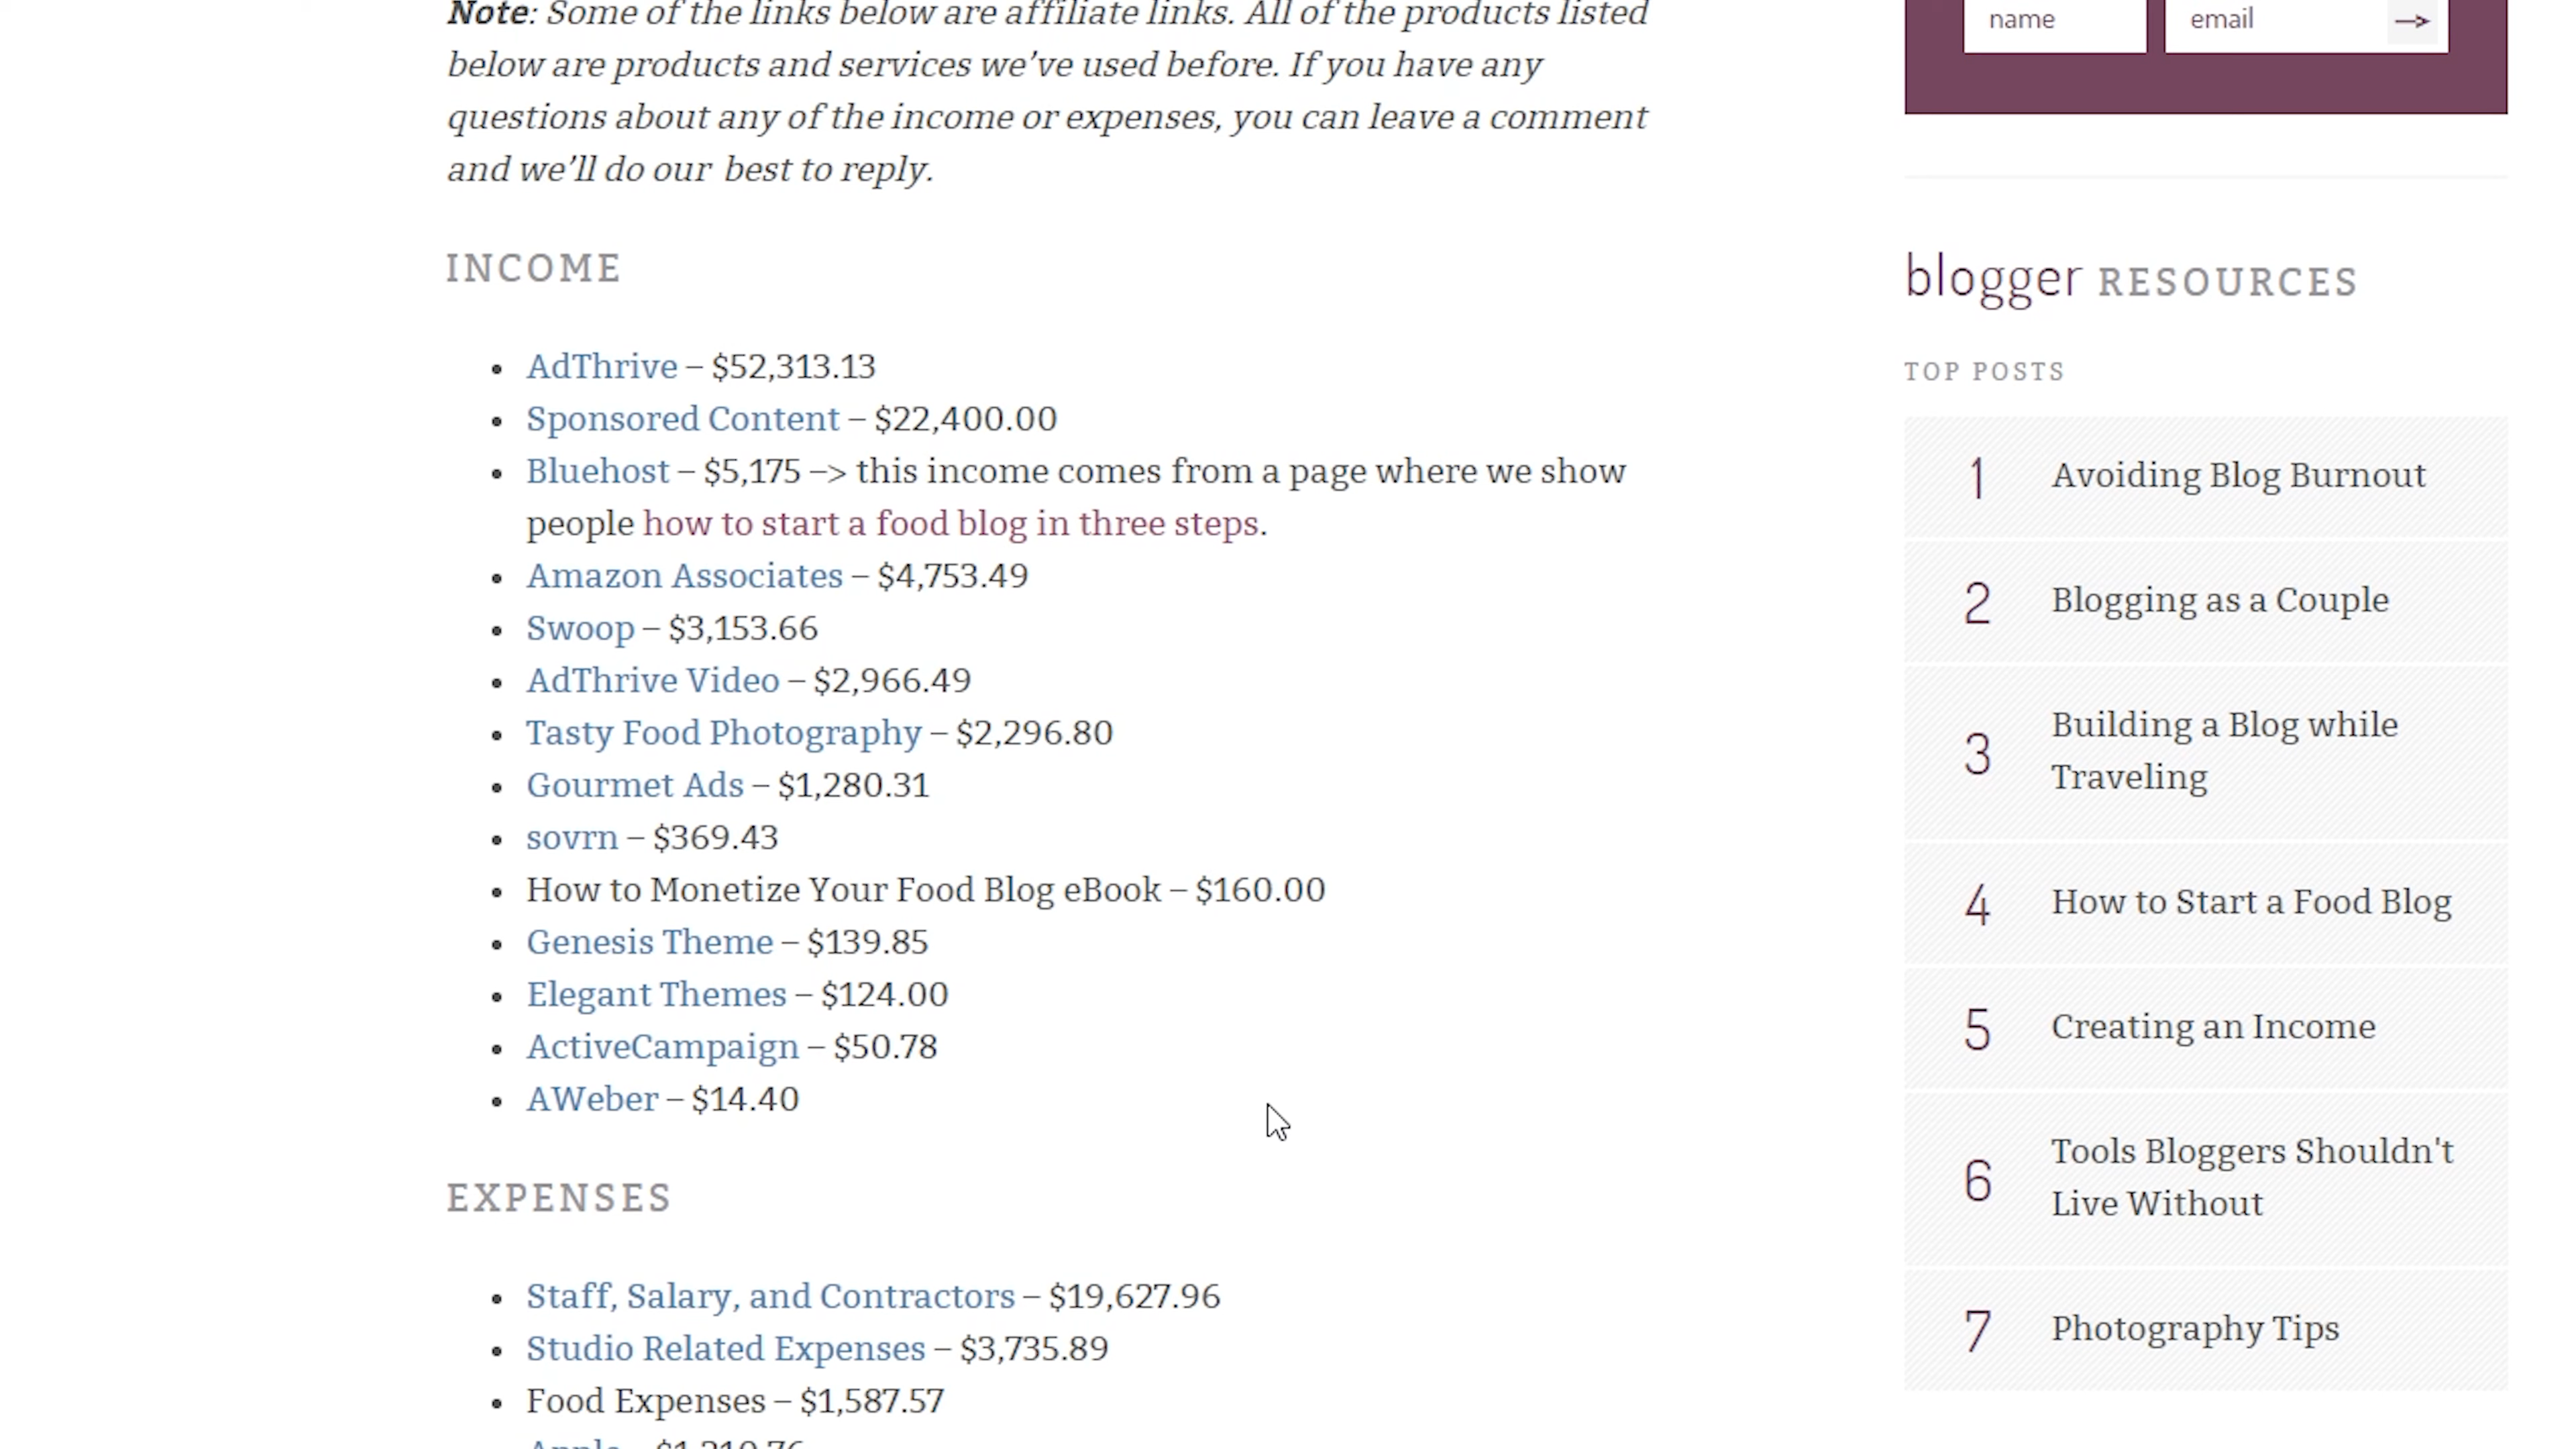 Note: Some of the links below are affiliate links. All of the products listed
below are products and services we’ve used before. If you have any
questions about any of the income or expenses, you can leave a comment
and we’ll do our best to reply.
INCOME
AdThrive – $52,313.13
Sponsored Content – $22,400.00
Bluehost – $5,175 –> this income comes from a page where we show
people how to start a food blog in three steps.
Amazon Associates – $4,753.49
Swoop – $3,153.66
AdThrive Video – $2,966.49
Tasty Food Photography – $2,296.80
Gourmet Ads – $1,280.31
sovrn – $369.43
How to Monetize Your Food Blog eBook – $160.00
Genesis Theme – $139.85
Elegant Themes – $124.00
ActiveCampaign – $50.78
AWeber – $14.40
EXPENSES
Staff, Salary, and Contractors – $19,627.96
Studio Related Expenses – $3,735.89
Food Expenses – $1,587.57
name email
blogger RESOURCES
TOP POSTS
1 Avoiding Blog Burnout
2 Blogging as a Couple
3 Building a Blog while
Traveling
4 How to Start a Food Blog
5 Creating an Income
6 Tools Bloggers Shouldn't
Live Without
7 Photography Tips